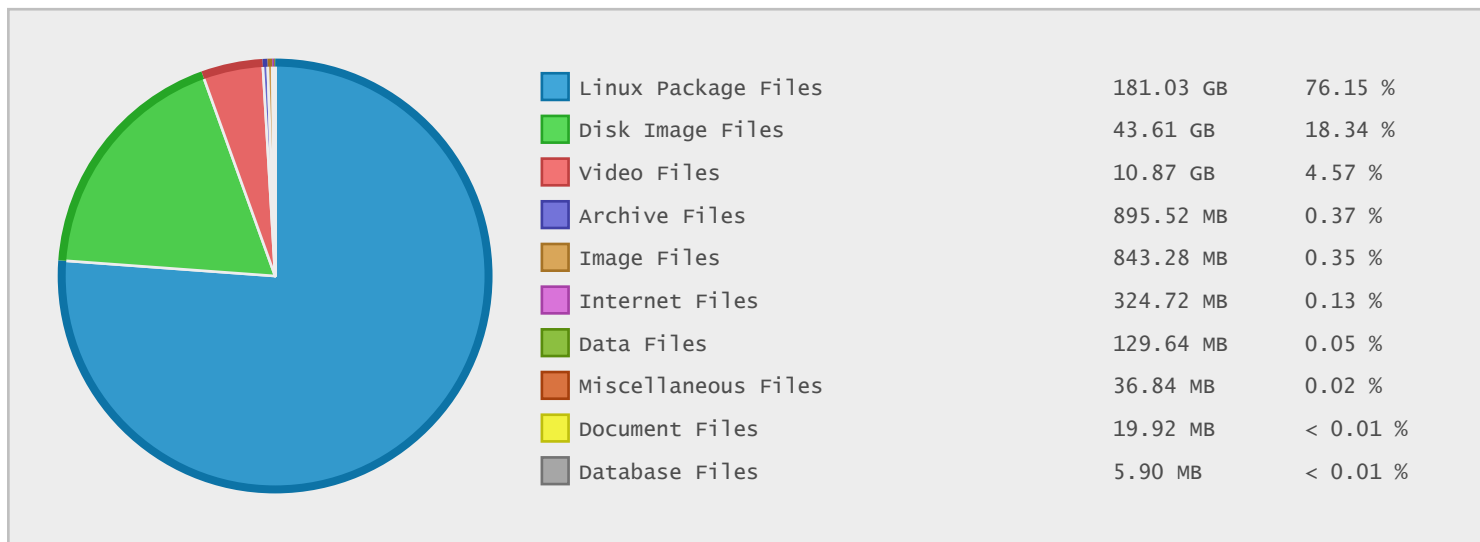 Linux Package Files 181.03 GB 76.15 %
Disk Image Files 43.61 GB 18.34 %
Video Files 10.87 GB 4.57 %
Archive Files 895.52 MB 0.37 %
Image Files 843.28 MB 0.35 %
Internet Files 324.72 MB 0.13 %
Data Files 129.64 MB 0.05 %
Miscellaneous Files 36.84 MB 0.02 %
Document Files 19.92 MB < 0.01 %
Database Files 5.90 MB < 0.01 %